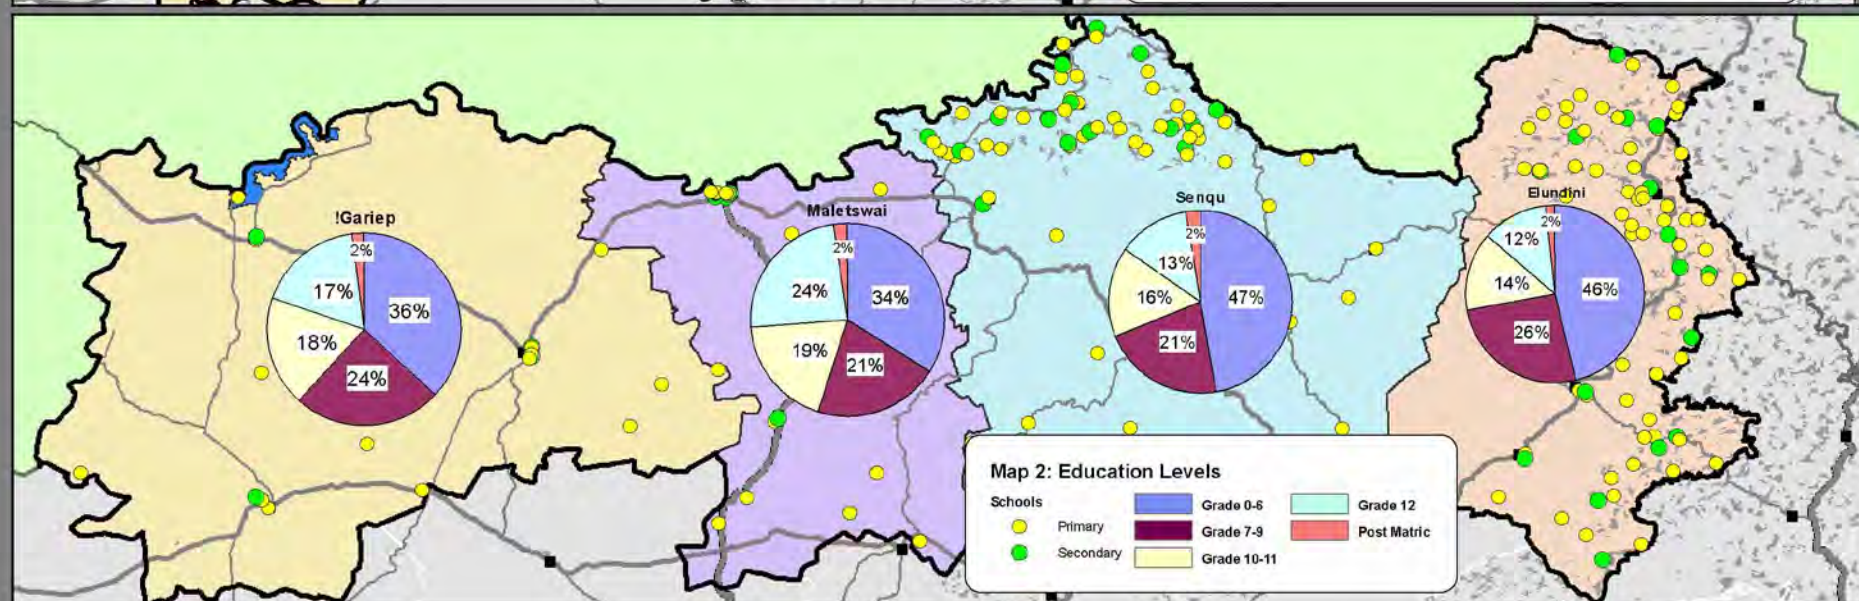 !Gariep
2%
17%
36%
18%
24%
Maletswai
2%
24%
34%
19%
21%
Senqu
2%
13%
16%
47%
21%
Elundini
2%
12%
14%
46%
26%
Map 2: Education Levels
Schools
Primary
Secondary
Grade 0-6
Grade 7-9
Grade 10-11
Grade 12
Post Matric